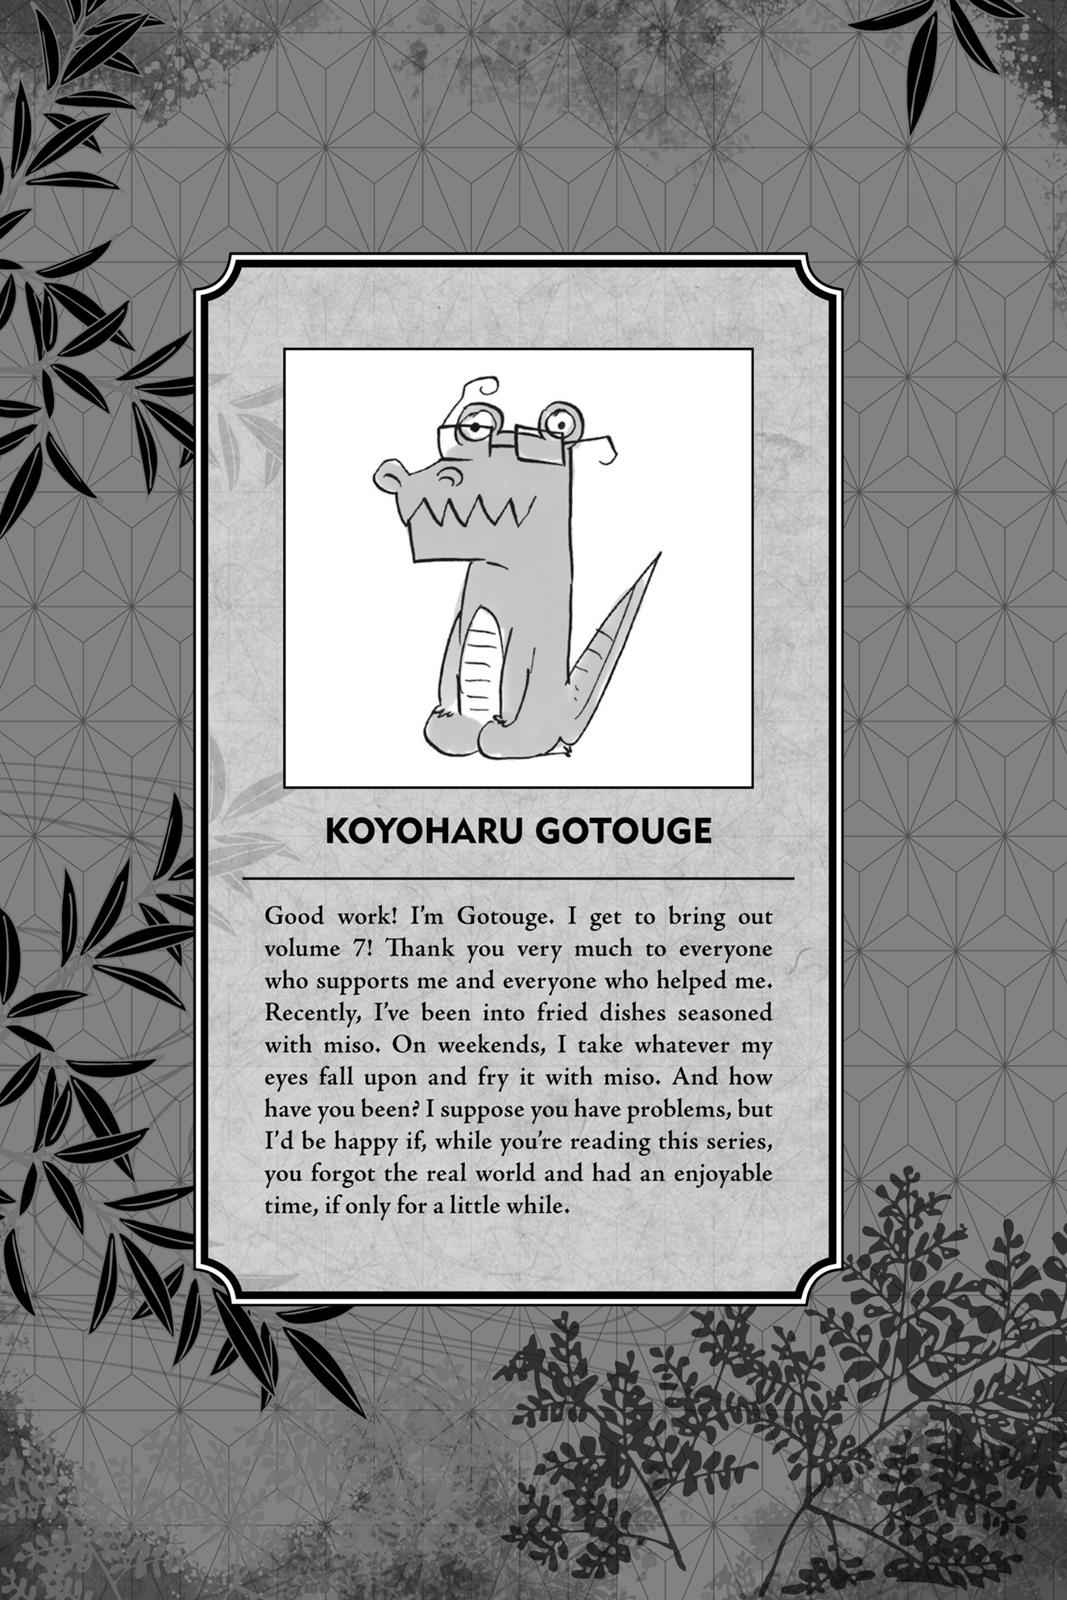 KOYOHARU GOTOUGE
Good work! I'm Gotouge. I get to bring out
volume 7! Thank you very much to everyone
who supports me and everyone who helped me.
Recently, I've been into fried dishes seasoned
with miso. On weekends, I take whatever my
eyes fall upon and fry it with miso. And how
have you been? I suppose you have problems, but
I'd be happy if, while you're reading this series,
you forgot the real world and had an enjoyable
time, if only for a little while.